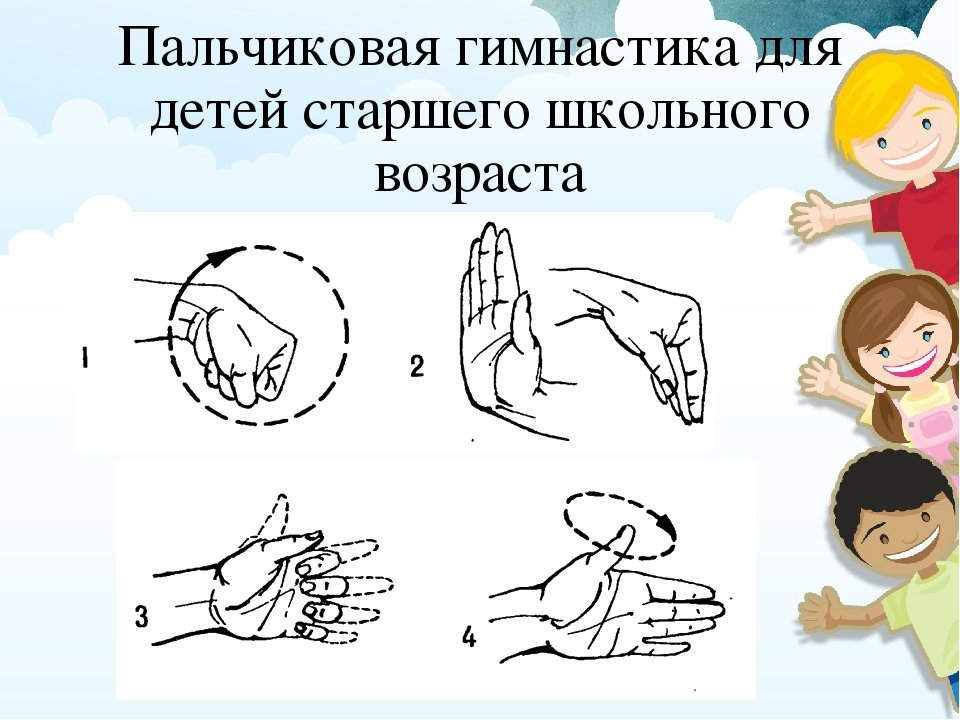 Пальчиковая гимнастика для
детей старшего школьного
возраста
1
2
3
4